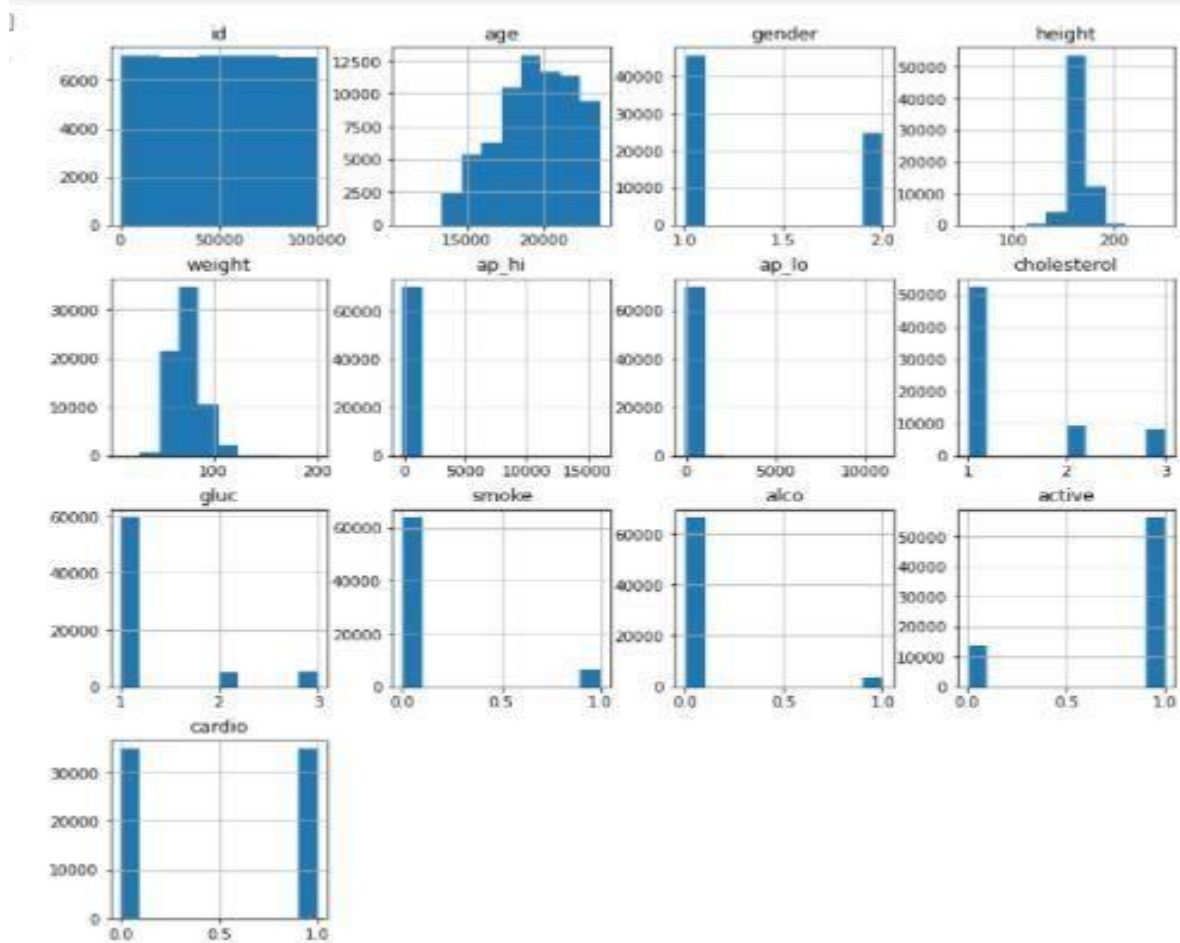 id age gender height
6000 4000 2000 0
0 50000 100000
12500 10000 7500 5000 2500 0
15000 20000
40000 30000 20000 10000 0
1.0 1.5 2.0
50000 40000 30000 20000 10000 0
100 200
weight ap_hi ap_lo cholesterol
30000 20000 10000 0
100 200
60000 40000 20000 0
0 5000 10000 15000
60000 40000 20000 0
0 5000 10000
50000 40000 30000 20000 10000 0
1 2 3
gluc smoke alco active
60000 40000 20000 0
1 2 3
60000 40000 20000 0
0.0 0.5 1.0
60000 40000 20000 0
0.0 0.5 1.0
50000 40000 30000 20000 10000 0
0.0 0.5 1.0
cardio
30000 20000 10000 0
0.0 0.5 1.0